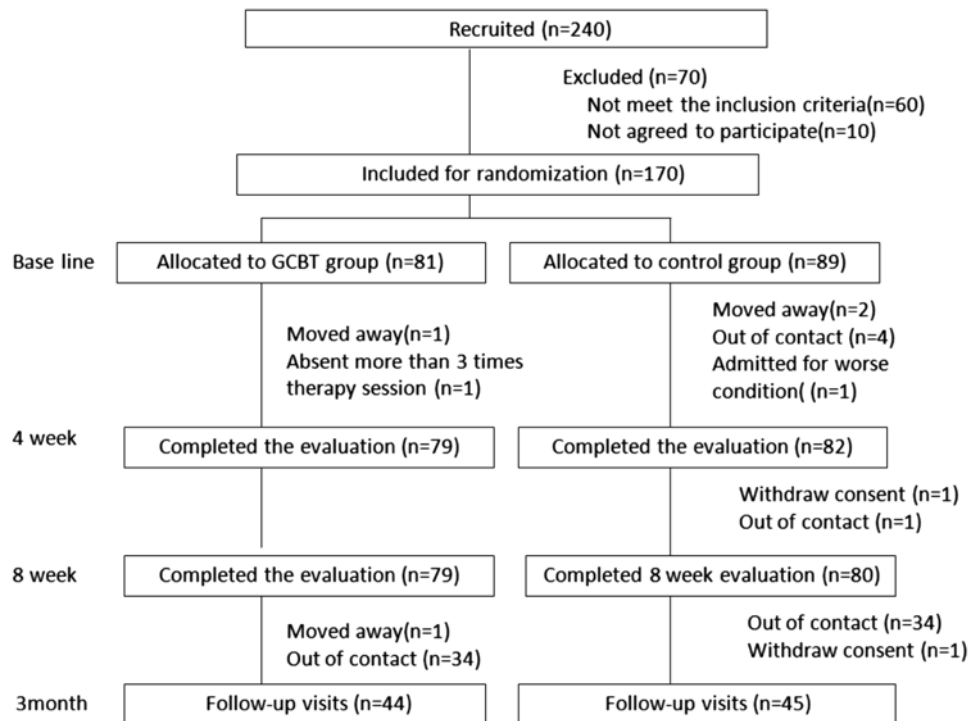 Recruited (n=240)
Excluded (n=70)
Not meet the inclusion criteria(n=60)
Not agreed to participate(n=10)
Included for randomization (n=170)
Base line
Allocated to GCBT group (n=81)
Allocated to control group (n=89)
Moved away(n=1)
Absent more than 3 times
therapy session (n=1)
Moved away(n=2)
Out of contact (n=4)
Admitted for worse
condition( (n=1)
4 week
Completed the evaluation (n=79)
Completed the evaluation (n=82)
Withdraw consent (n=1)
Out of contact (n=1)
8 week
Completed the evaluation (n=79)
Completed 8 week evaluation (n=80)
Moved away(n=1)
Out of contact (n=34)
Out of contact (n=34)
Withdraw consent (n=1)
3month
Follow-up visits (n=44)
Follow-up visits (n=45)